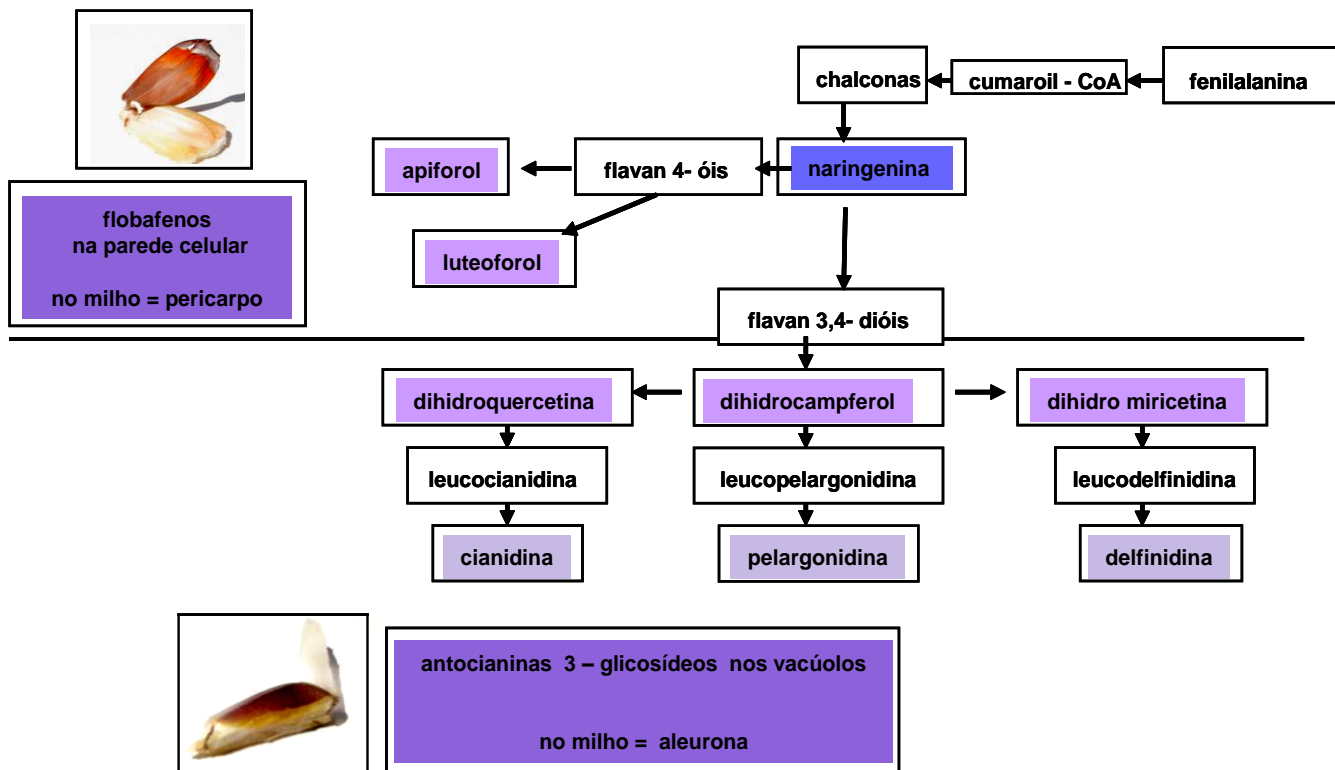 chalconas
cumaroil - CoA
fenilalanina
apiforol
flavan 4- óis
naringenina
flobafenos
na parede celular
no milho = pericarpo
luteoforol
flavan 3,4- dióis
dihidroquercetina
dihidrocampferol
dihidro miricetina
leucocianidina
leucopelargonidina
leucodelfinidina
cianidina
pelargonidina
delfinidina
antocianinas 3 – glicosídeos nos vacúolos
no milho = aleurona